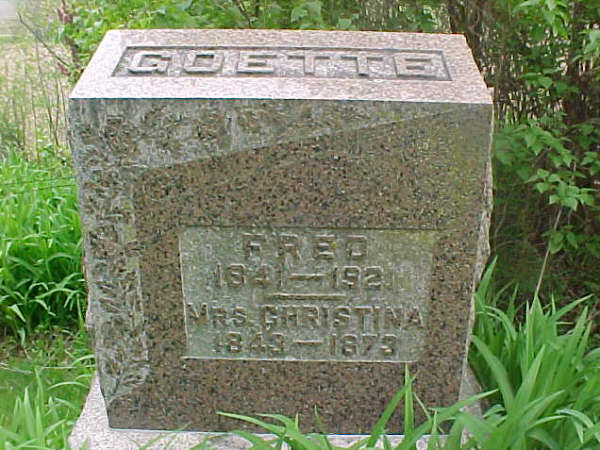 GOETTE
FRED
1841—1921
MRS. CHRISTINA
1843—1873